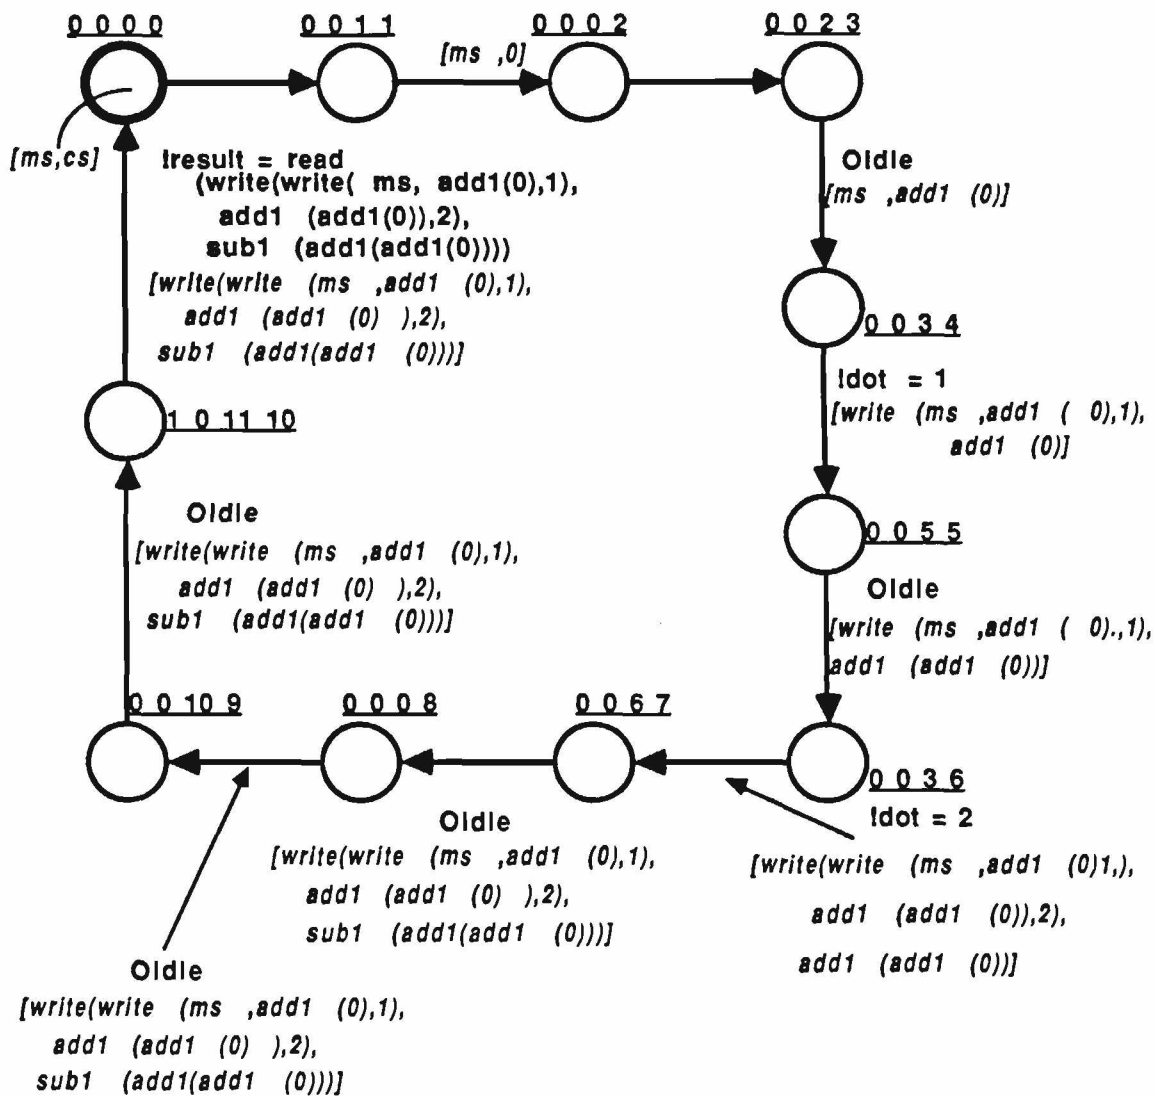 0 0 0 0
0 0 1 1
0 0 0 2
0 0 2 3
[ms ,0]
[ms,cs]
OIdle
[ms ,add1 (0)]
0 0 3 4
!dot = 1
[write (ms ,add1 ( 0),1),
add1 (0)]
0 0 5 5
OIdle
[write (ms ,add1 ( 0).,1),
add1 (add1 (0))]
0 0 3 6
!dot = 2
[write(write (ms ,add1 (0)1,),
add1 (add1 (0)),2),
add1 (add1 (0))]
0 0 6 7
OIdle
[write(write (ms ,add1 (0),1),
add1 (add1 (0) ),2),
sub1 (add1(add1 (0)))]
0 0 0 8
OIdle
[write(write (ms ,add1 (0),1),
add1 (add1 (0) ),2),
sub1 (add1(add1 (0)))]
0 0 10 9
OIdle
[write(write (ms ,add1 (0),1),
add1 (add1 (0) ),2),
sub1 (add1(add1 (0)))]
1 0 11 10
!result = read
(write(write( ms, add1(0),1),
add1 (add1(0)),2),
sub1 (add1(add1(0))))
[write(write (ms ,add1 (0),1),
add1 (add1 (0) ),2),
sub1 (add1(add1 (0)))]